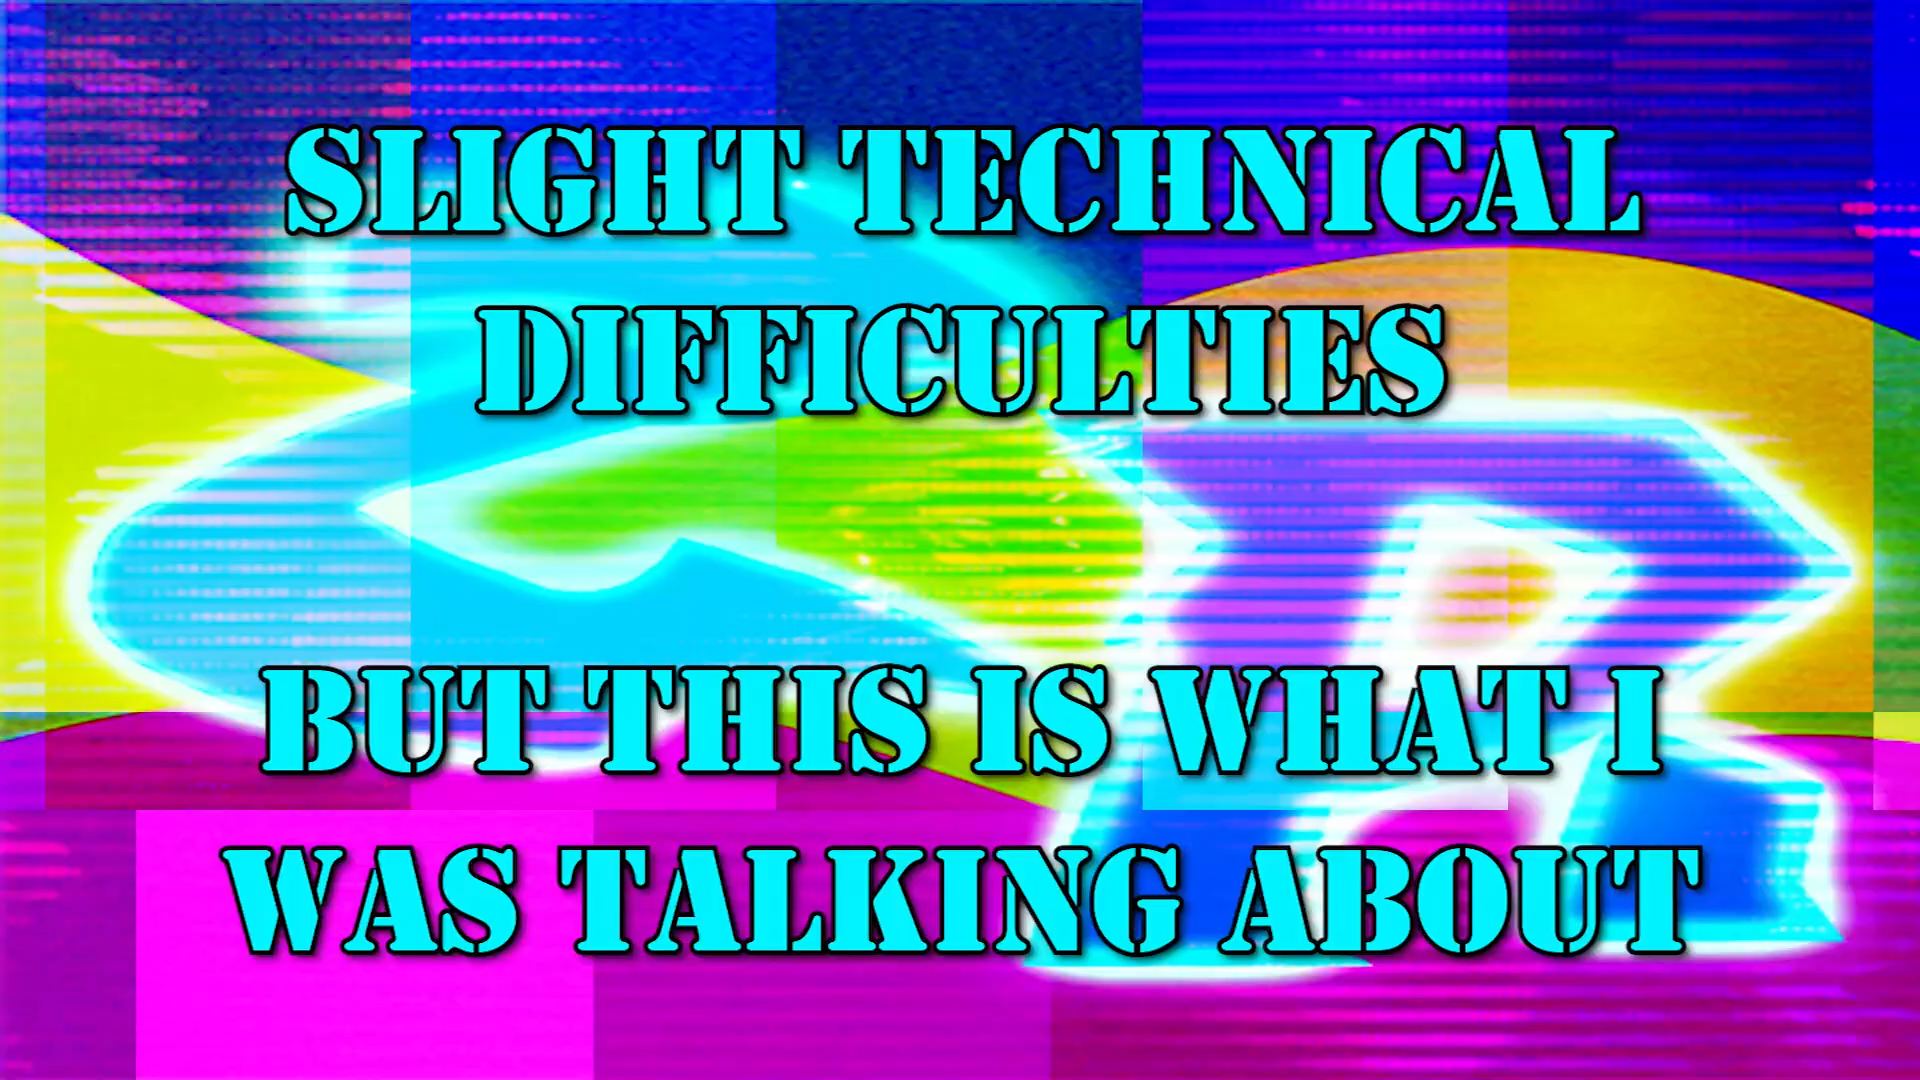 SLIGHT TECHNICAL
DIFFICULTIES
BUT THIS IS WHAT I
WAS TALKING ABOUT